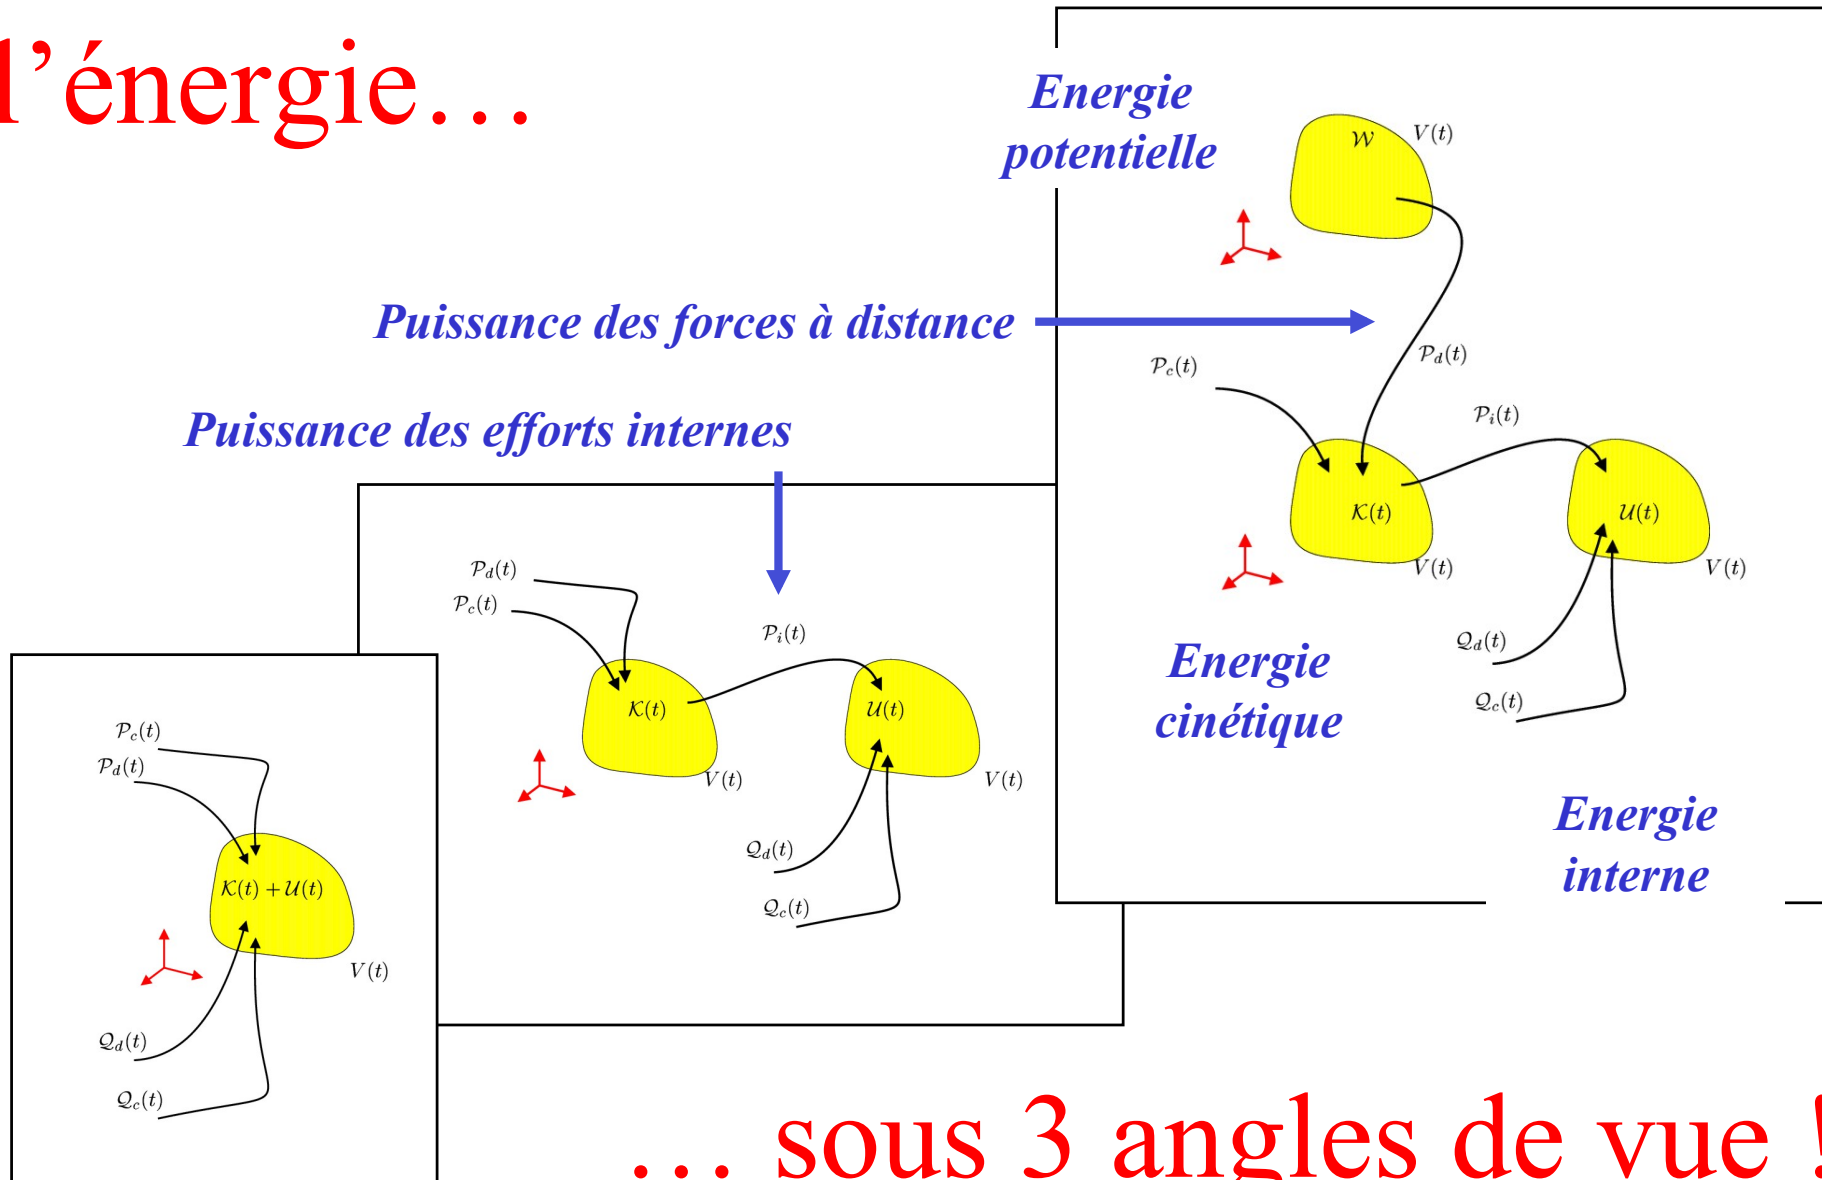 l’énergie…
Energie
potentielle
𝒲
V(t)
Puissance des forces à distance
𝒫_d(t)
𝒫_c(t)
𝒫_i(t)
𝒦(t)
𝒰(t)
V(t)
V(t)
𝒬_d(t)
𝒬_c(t)
Energie
cinétique
Energie
interne
Puissance des efforts internes
𝒫_d(t)
𝒫_c(t)
𝒫_i(t)
𝒦(t)
𝒰(t)
V(t)
V(t)
𝒬_d(t)
𝒬_c(t)
𝒫_c(t)
𝒫_d(t)
𝒦(t) + 𝒰(t)
V(t)
𝒬_d(t)
𝒬_c(t)
… sous 3 angles de vue !